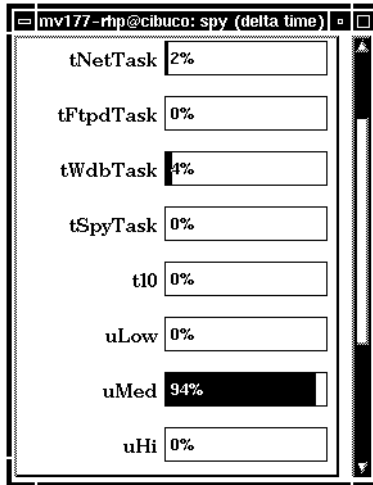 mv177-rhp@cibuco: spy (delta time)
tNetTask 2%
tFtpdTask 0%
tWdbTask 4%
tSpyTask 0%
tl0 0%
uLow 0%
uMed 94%
uHi 0%